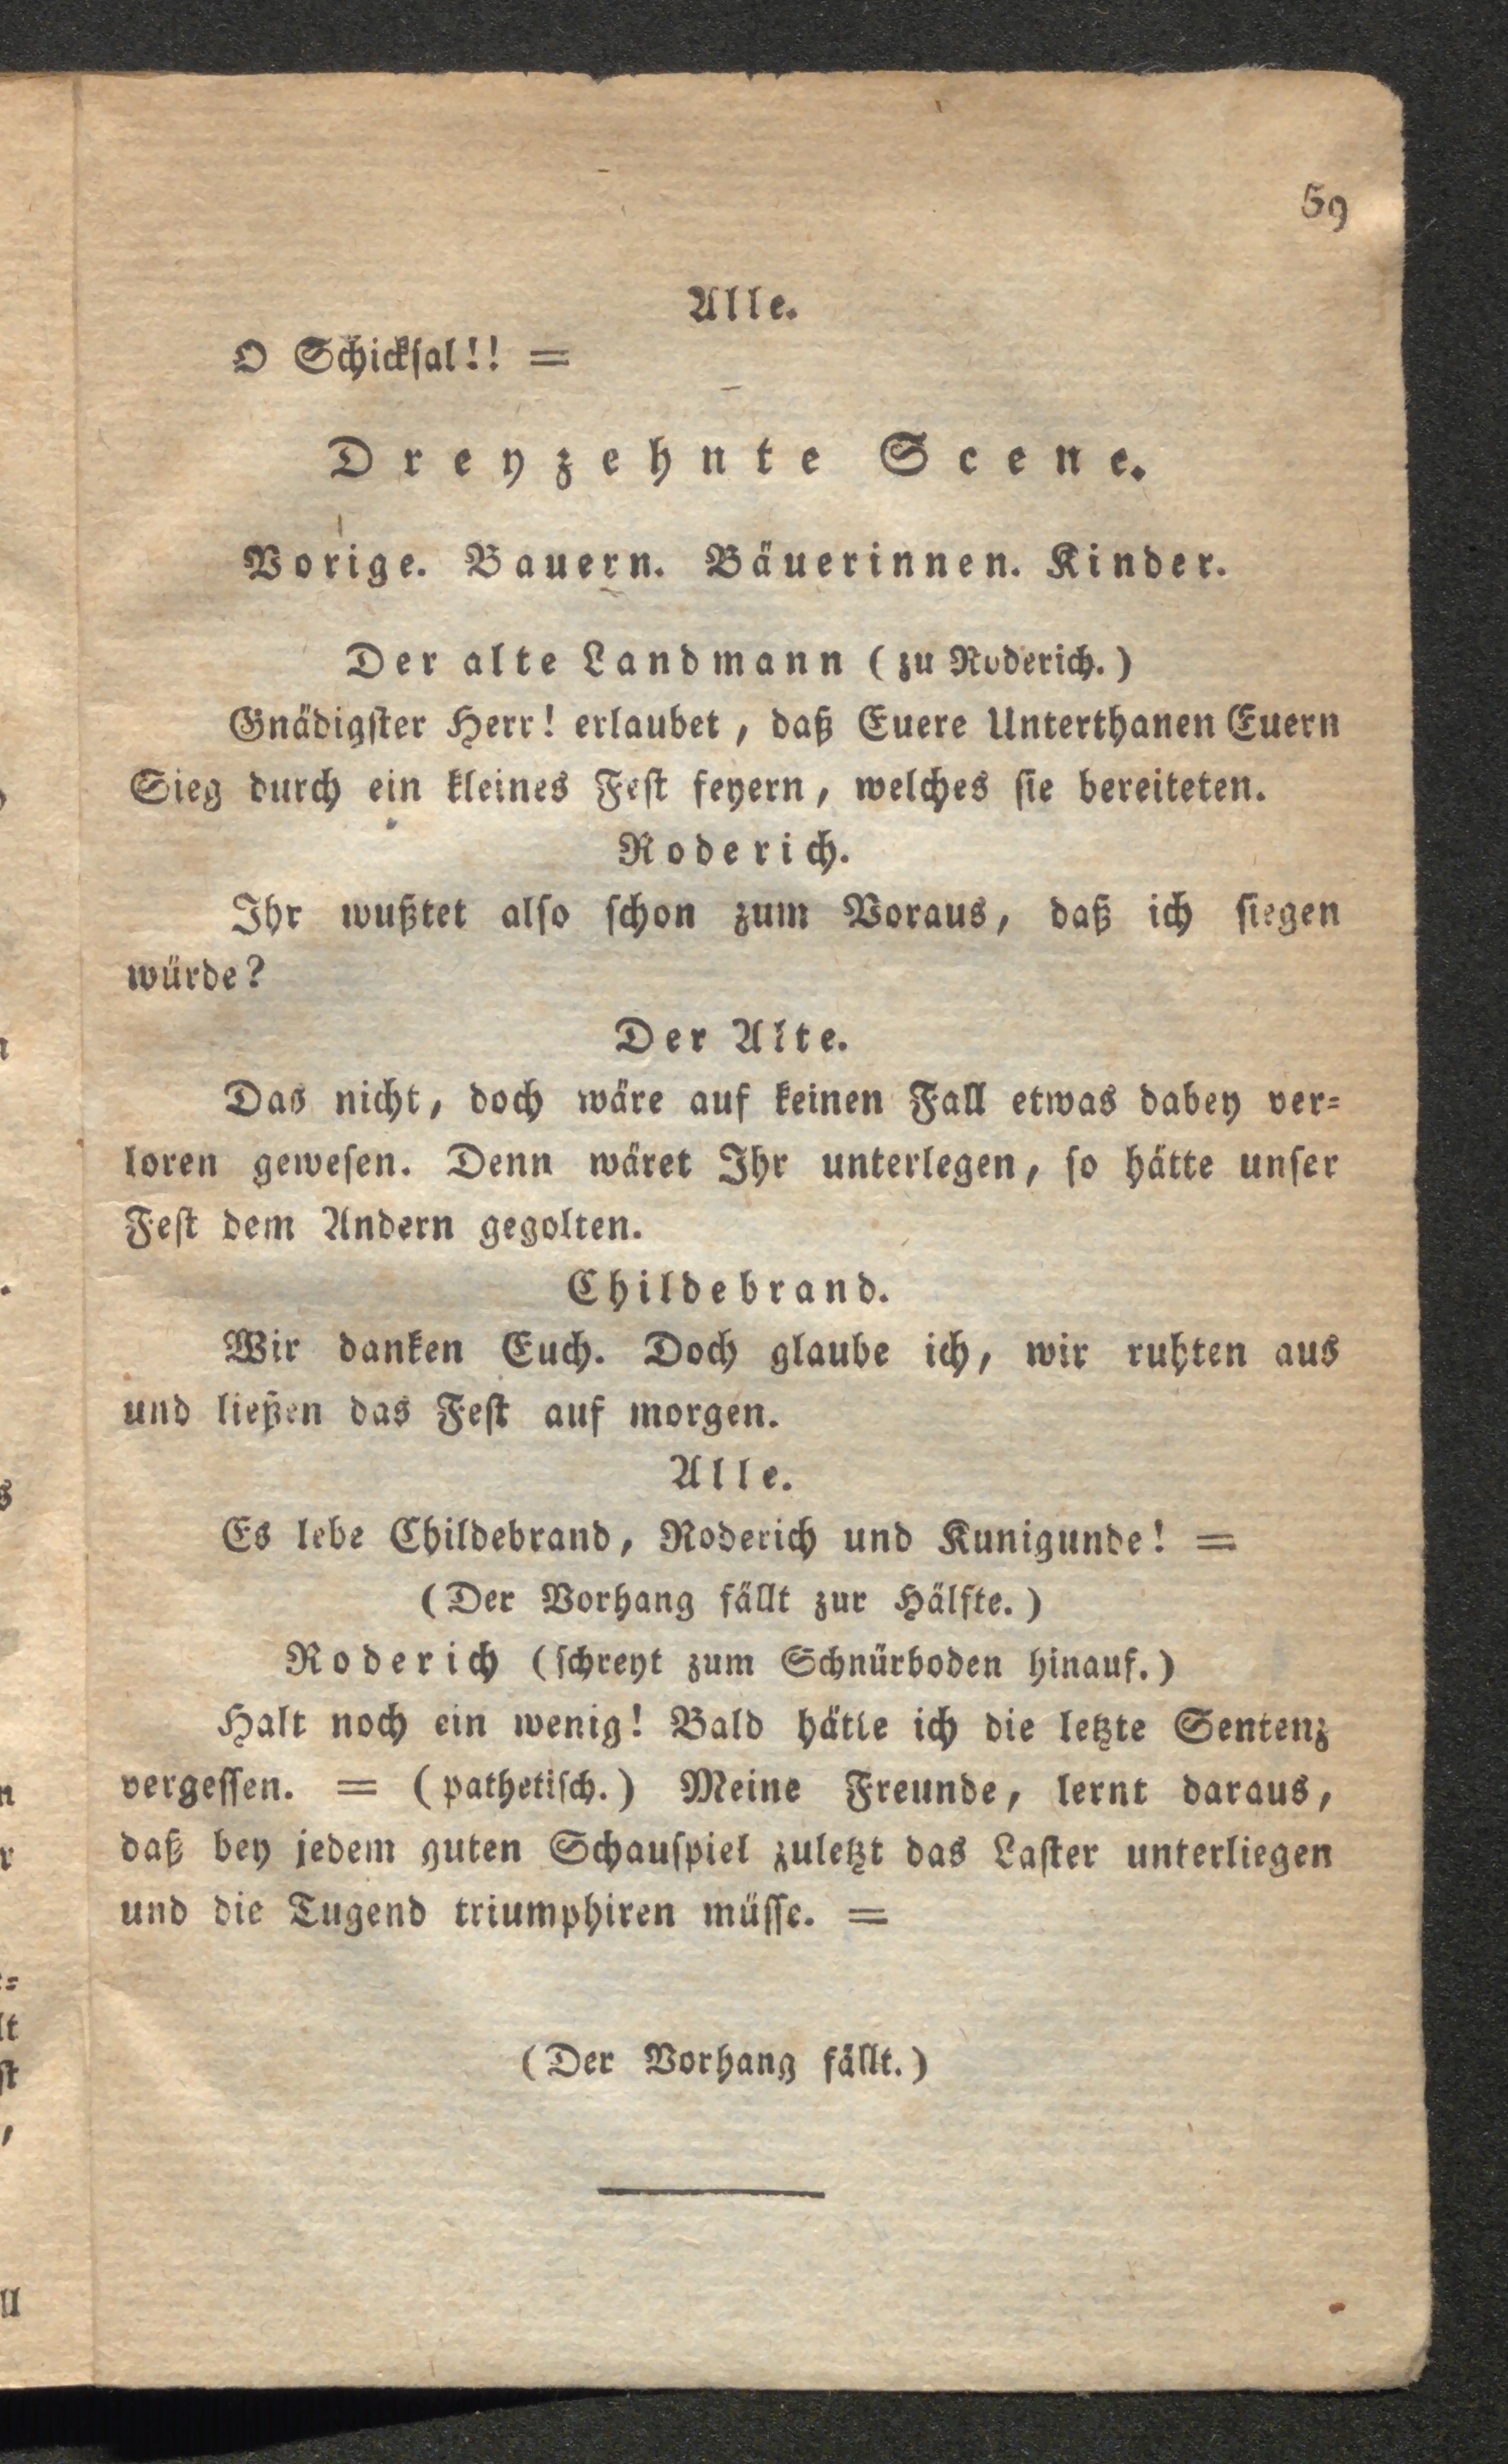 59
Alle.
O Schicksal!! =
Dreyzehnte Scene.
Vorige. Bauern. Bäuerinnen. Kinder.
Der alte Landmann (zu Roderich.)
Gnädigster Herr! erlaubet, daß Euere Unterthanen Euern
Sieg durch ein kleines Fest feyern, welches sie bereiteten.
Roderich.
Ihr wußtet also schon zum Voraus, daß ich siegen
würde?
Der Alte.
Das nicht, doch wäre auf keinen Fall etwas dabey ver=
loren gewesen. Denn wäret Ihr unterlegen, so hätte unser
Fest dem Andern gegolten.
Childebrand.
Wir danken Euch. Doch glaube ich, wir ruhten aus
und ließen das Fest auf morgen.
Alle.
Es lebe Childebrand, Roderich und Kunigunde! =
(Der Vorhang fällt zur Hälfte.)
Roderich (schreyt zum Schnürboden hinauf.)
Halt noch ein wenig! Bald hätte ich die letzte Sentenz
vergessen. = (pathetisch.) Meine Freunde, lernt daraus,
daß bey jedem guten Schauspiel zuletzt das Laster unterliegen
und die Tugend triumphiren müsse. =
(Der Vorhang fällt.)